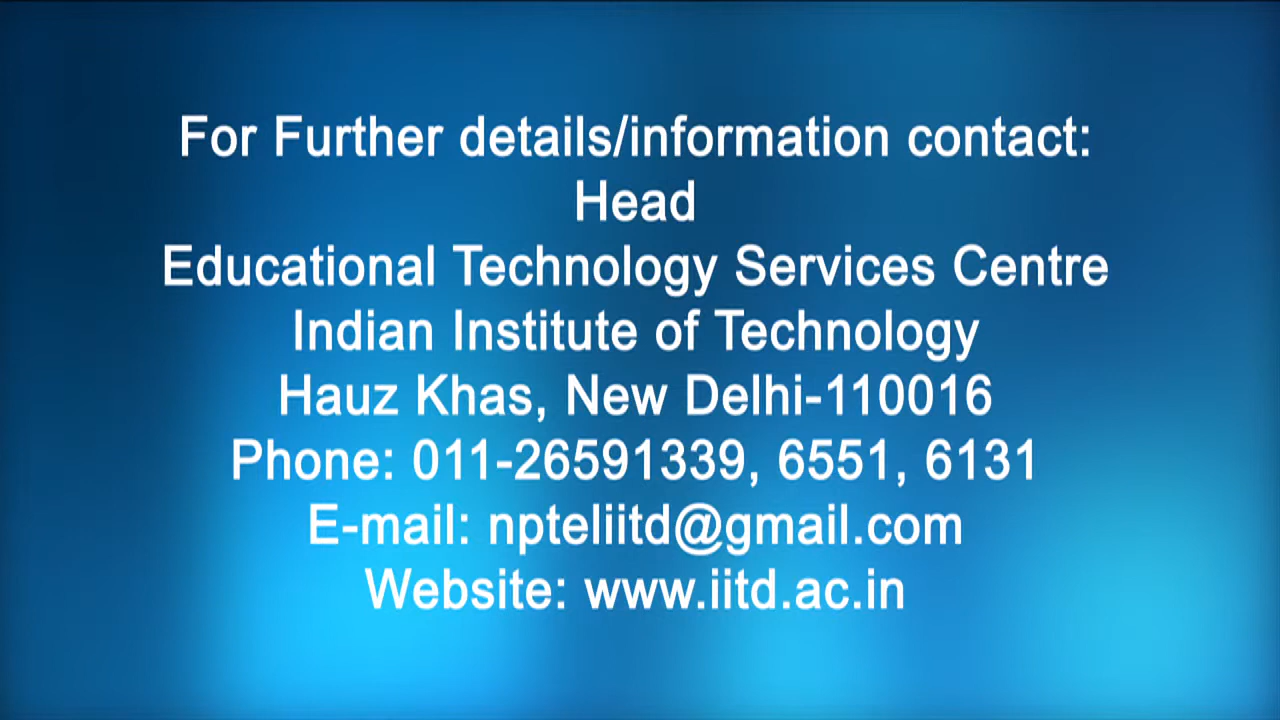 For Further details/information contact:
Head
Educational Technology Services Centre
Indian Institute of Technology
Hauz Khas, New Delhi-110016
Phone: 011-26591339, 6551, 6131
E-mail: npteliitd@gmail.com
Website: www.iitd.ac.in